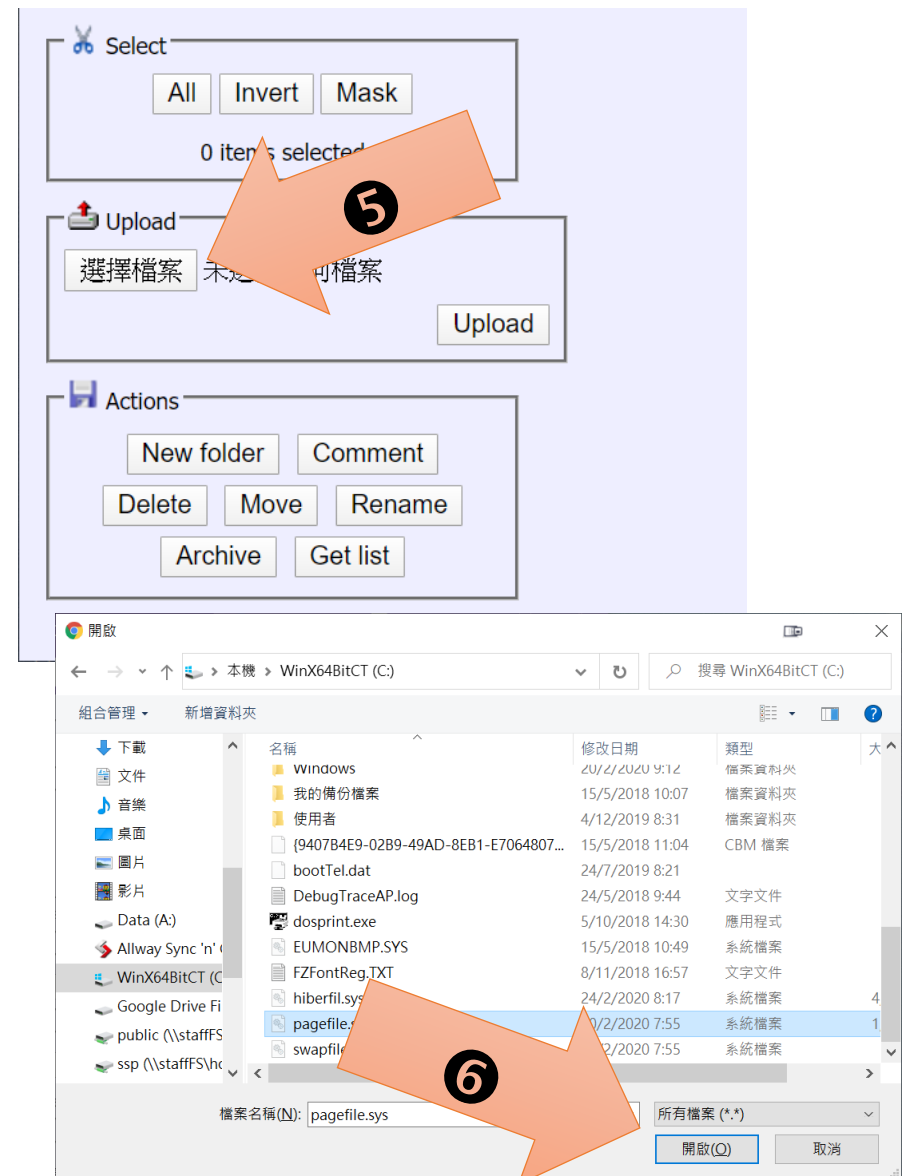 Select
All Invert Mask
0 items selected
5
Upload
選擇檔案 未 何檔案
Upload
Actions
New folder Comment
Delete Move Rename
Archive Get list
開啟
本機 > WinX64BitCT (C:)
搜尋 WinX64BitCT (C:)
組合管理 新增資料夾
名稱 修改日期 類型 大
下載
文件
音樂
桌面
圖片
影片
Data (A:)
Allway Sync 'n'
WinX64BitCT (C
Google Drive Fi
public (\\staffFS
ssp (\\staffFS\hc
Windows 20/2/2020 9:12 檔案資料夾
我的備份檔案 15/5/2018 10:07 檔案資料夾
使用者 4/12/2019 8:31 檔案資料夾
{9407B4E9-02B9-49AD-8EB1-E7064807... 15/5/2018 11:04 CBM 檔案
bootTel.dat 24/7/2019 8:21
DebugTraceAP.log 24/5/2018 9:44 文字文件
dosprint.exe 5/10/2018 14:30 應用程式
EUMONBMP.SYS 15/5/2018 10:49 系統檔案
FZFontReg.TXT 8/11/2018 16:57 文字文件
hiberfil.sys 24/2/2020 8:17 系統檔案 4
pagefile.s 0/2/2020 7:55 系統檔案 1
swapfile 2/2020 7:55 系統檔案
6
檔案名稱(N): pagefile.sys 所有檔案 (*.*)
開啟(O) 取消